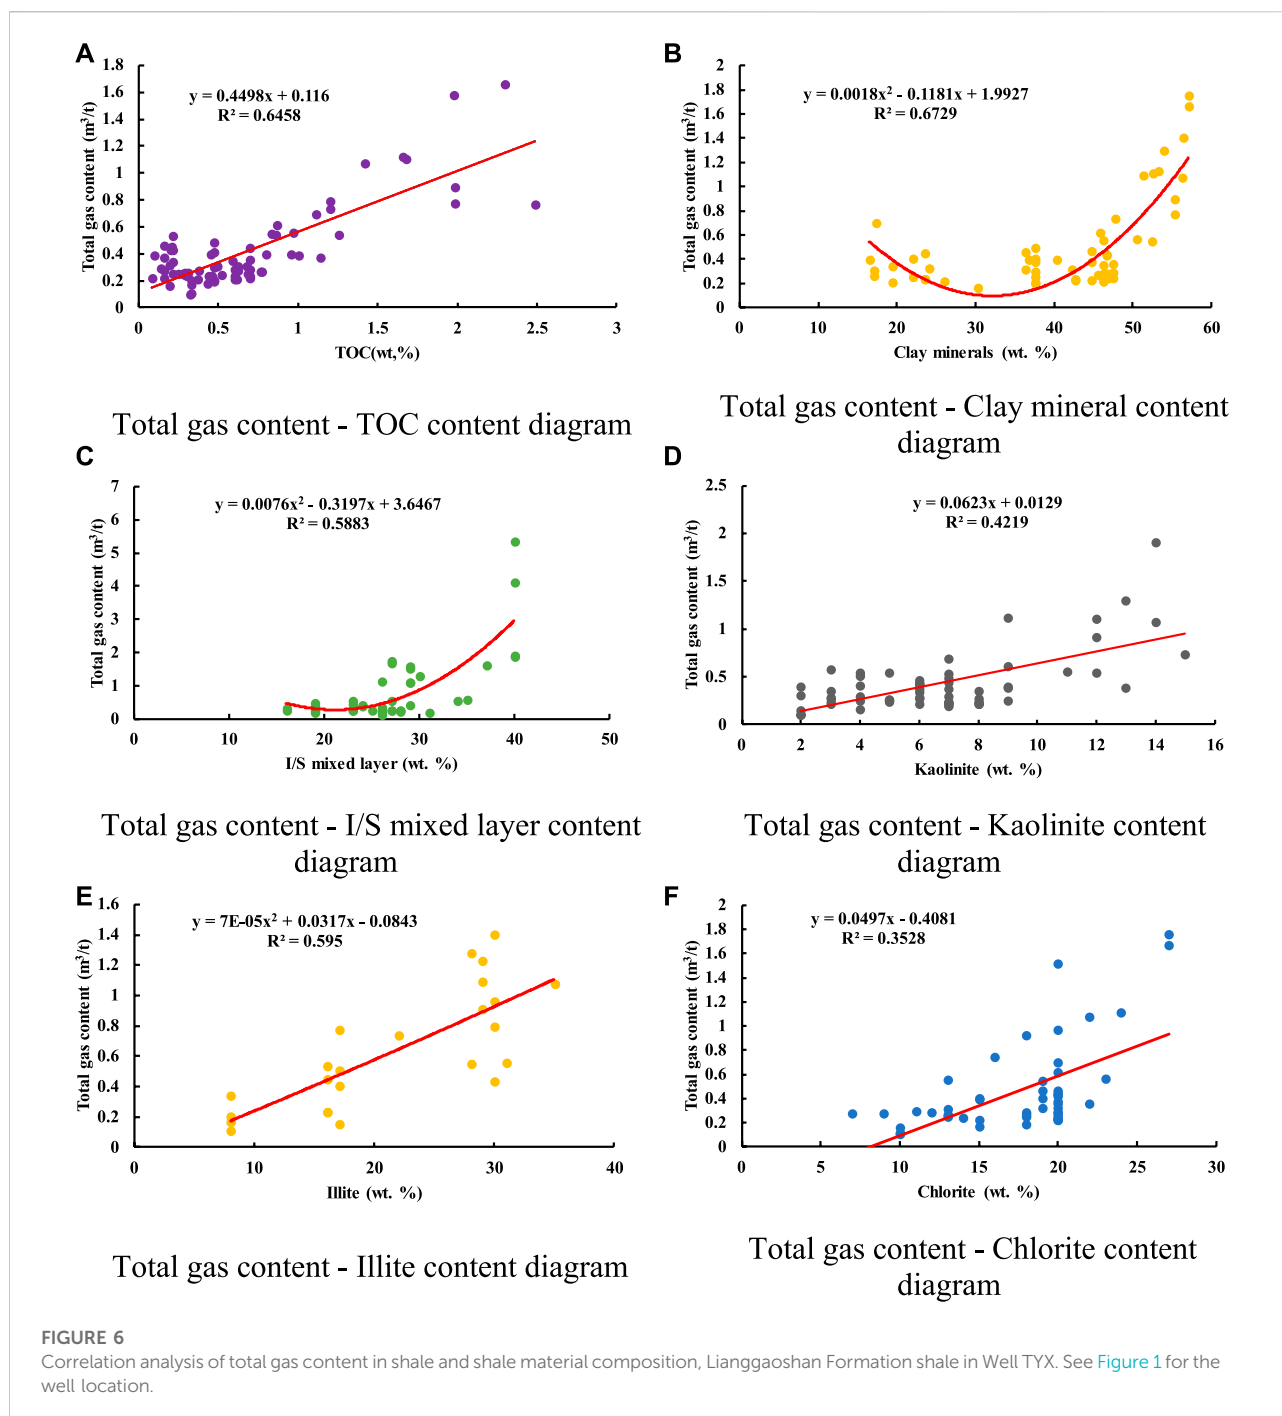 A
Total gas content (m³/t)
1.8
1.6
1.4
1.2
1
0.8
0.6
0.4
0.2
0
y = 0.4498x + 0.116
R² = 0.6458
0 0.5 1 1.5 2 2.5 3
TOC(wt,%)
Total gas content - TOC content diagram
B
Total gas content (m³/t)
2
1.8
1.6
1.4
1.2
1
0.8
0.6
0.4
0.2
0
y = 0.0018x² - 0.1181x + 1.9927
R² = 0.6729
0 10 20 30 40 50 60
Clay minerals (wt. %)
Total gas content - Clay mineral content
diagram
C
Total gas content (m³/t)
7
6
5
4
3
2
1
0
y = 0.0076x² - 0.3197x + 3.6467
R² = 0.5883
0 10 20 30 40 50
I/S mixed layer (wt. %)
Total gas content - I/S mixed layer content
diagram
D
Total gas content (m³/t)
2.5
2
1.5
1
0.5
0
y = 0.0623x + 0.0129
R² = 0.4219
0 2 4 6 8 10 12 14 16
Kaolinite (wt. %)
Total gas content - Kaolinite content
diagram
E
Total gas content (m³/t)
1.6
1.4
1.2
1
0.8
0.6
0.4
0.2
0
y = 7E-05x² + 0.0317x - 0.0843
R² = 0.595
0 10 20 30 40
Illite (wt. %)
Total gas content - Illite content diagram
F
Total gas content (m³/t)
2
1.8
1.6
1.4
1.2
1
0.8
0.6
0.4
0.2
0
y = 0.0497x - 0.4081
R² = 0.3528
0 5 10 15 20 25 30
Chlorite (wt. %)
Total gas content - Chlorite content
diagram
FIGURE 6
Correlation analysis of total gas content in shale and shale material composition, Lianggaoshan Formation shale in Well TYX. See Figure 1 for the
well location.